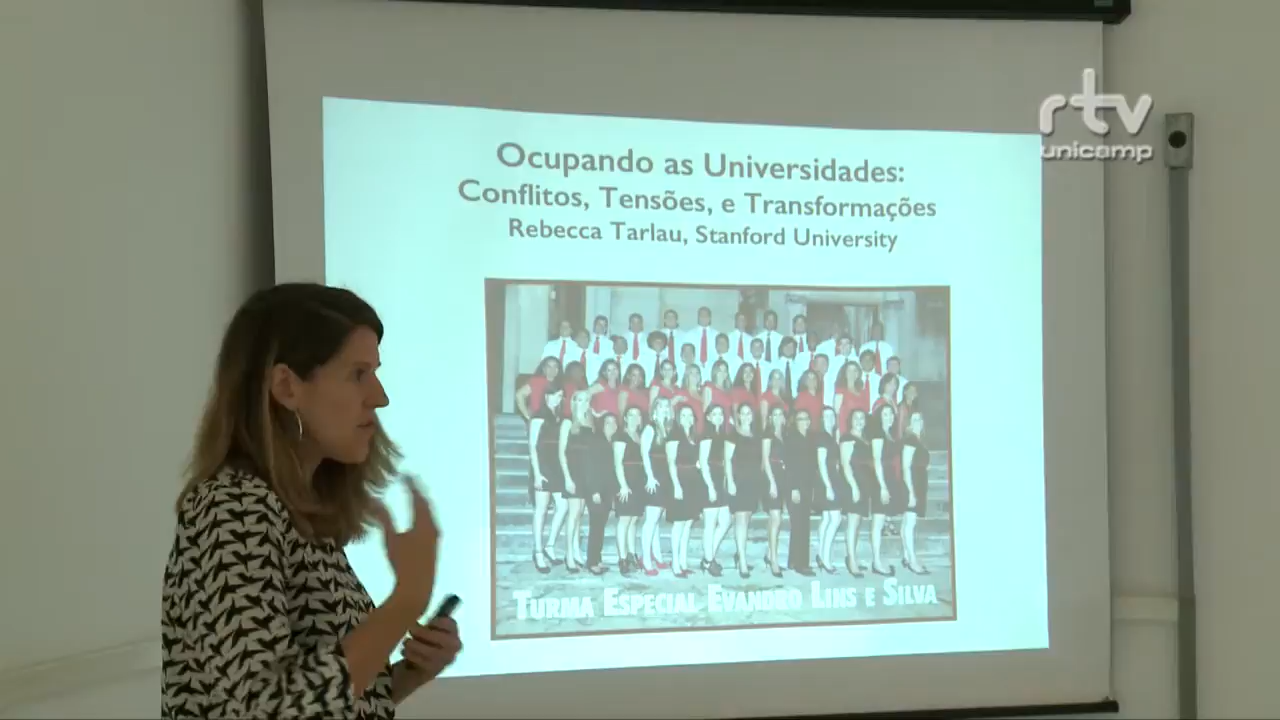 Ocupando as Universidades:
Conflitos, Tensões, e Transformações
Rebecca Tarlau, Stanford University
TURMA ESPECIAL EVANDRO LINS E SILVA
rtv
unicamp